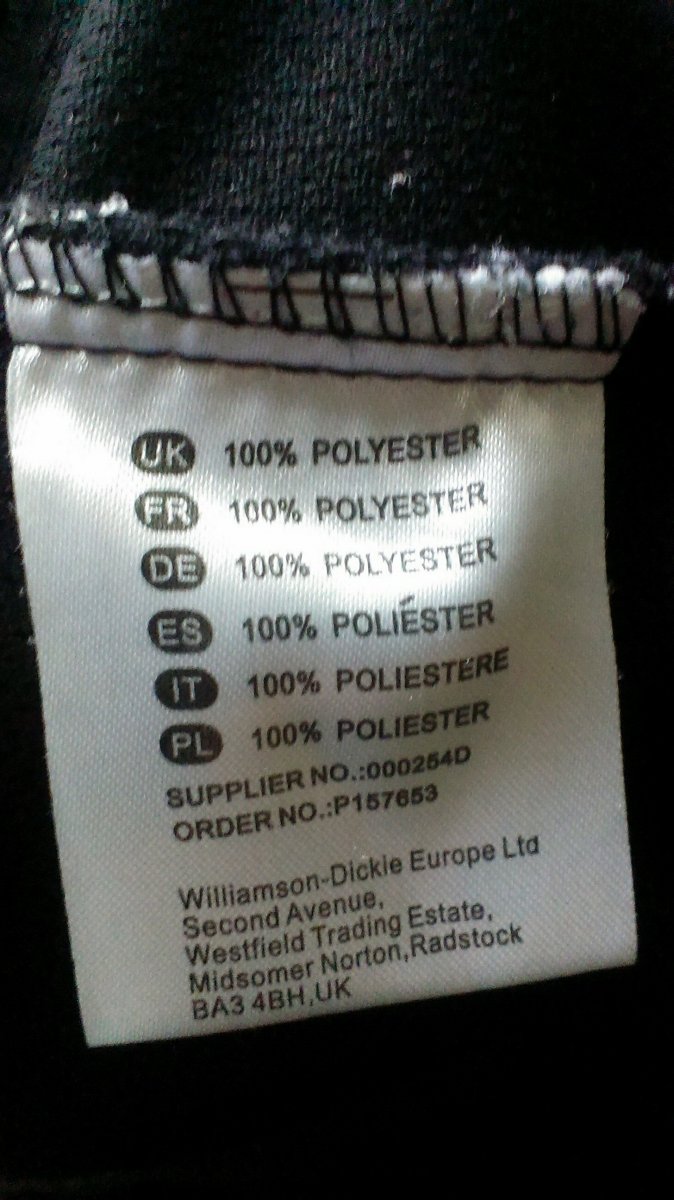 UK 100% POLYESTER
FR 100% POLYESTER
DE 100% POLYESTER
ES 100% POLIÉSTER
IT 100% POLIESTERE
PL 100% POLIESTER
SUPPLIER NO.:000254D
ORDER NO.:P157653
Williamson-Dickie Europe Ltd
Second Avenue,
Westfield Trading Estate,
Midsomer Norton,Radstock
BA3 4BH,UK